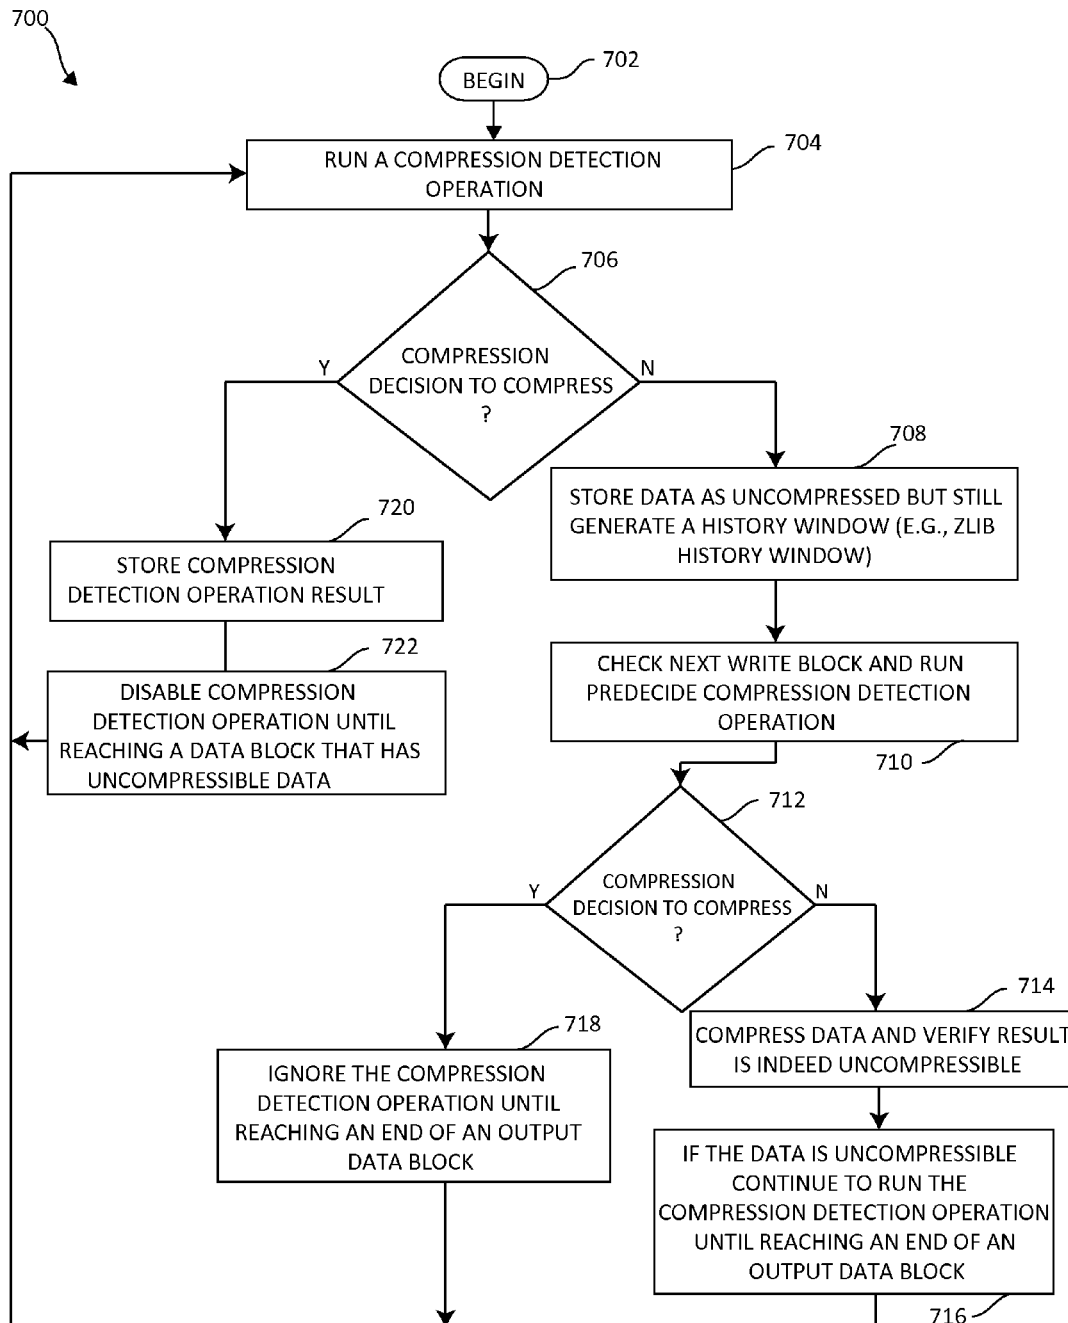 700
702
BEGIN
704
RUN A COMPRESSION DETECTION
OPERATION
706
COMPRESSION
DECISION TO COMPRESS
?
Y
N
708
STORE DATA AS UNCOMPRESSED BUT STILL
GENERATE A HISTORY WINDOW (E.G., ZLIB
HISTORY WINDOW)
720
STORE COMPRESSION
DETECTION OPERATION RESULT
722
DISABLE COMPRESSION
DETECTION OPERATION UNTIL
REACHING A DATA BLOCK THAT HAS
UNCOMPRESSIBLE DATA
CHECK NEXT WRITE BLOCK AND RUN
PREDECIDE COMPRESSION DETECTION
OPERATION
710
712
COMPRESSION
DECISION TO COMPRESS
?
Y
N
714
COMPRESS DATA AND VERIFY RESULT
IS INDEED UNCOMPRESSIBLE
718
IGNORE THE COMPRESSION
DETECTION OPERATION UNTIL
REACHING AN END OF AN OUTPUT
DATA BLOCK
IF THE DATA IS UNCOMPRESSIBLE
CONTINUE TO RUN THE
COMPRESSION DETECTION OPERATION
UNTIL REACHING AN END OF AN
OUTPUT DATA BLOCK
716